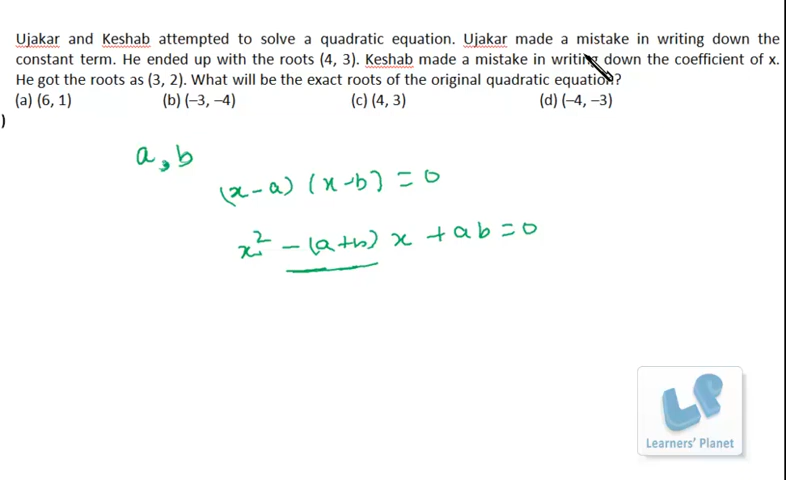 Ujakar and Keshab attempted to solve a quadratic equation. Ujakar made a mistake in writing down the
constant term. He ended up with the roots (4, 3). Keshab made a mistake in writing down the coefficient of x.
He got the roots as (3, 2). What will be the exact roots of the original quadratic equation?
(a) (6, 1) (b) (–3, –4) (c) (4, 3) (d) (–4, –3)
)
a, b
(x-a) (x-b) = 0
x² - (a+b) x + ab = 0
LP
Learners' Planet